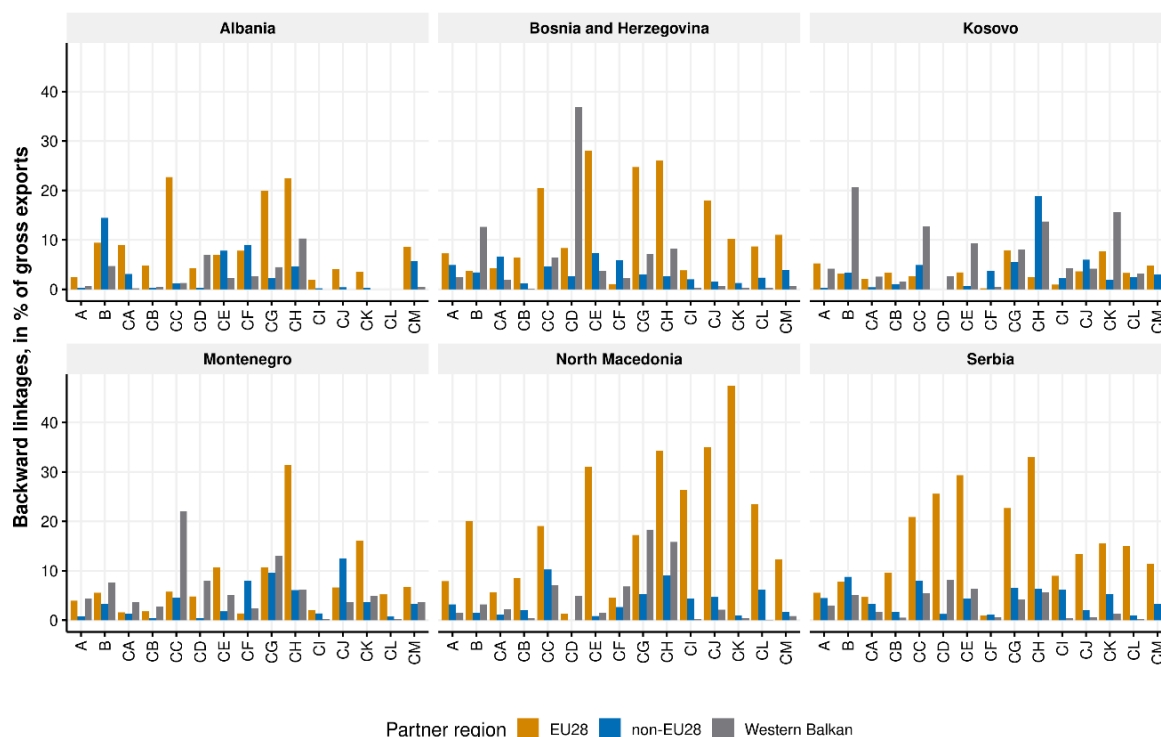 Albania
Bosnia and Herzegovina
Kosovo
Backward linkages, in % of gross exports
40
30
20
10
0
A B CA CB CC CD CE CF CG CH CI CJ CK CL CM
A B CA CB CC CD CE CF CG CH CI CJ CK CL CM
A B CA CB CC CD CE CF CG CH CI CJ CK CL CM
Montenegro
North Macedonia
Serbia
40
30
20
10
0
A B CA CB CC CD CE CF CG CH CI CJ CK CL CM
A B CA CB CC CD CE CF CG CH CI CJ CK CL CM
A B CA CB CC CD CE CF CG CH CI CJ CK CL CM
Partner region EU28 non-EU28 Western Balkan